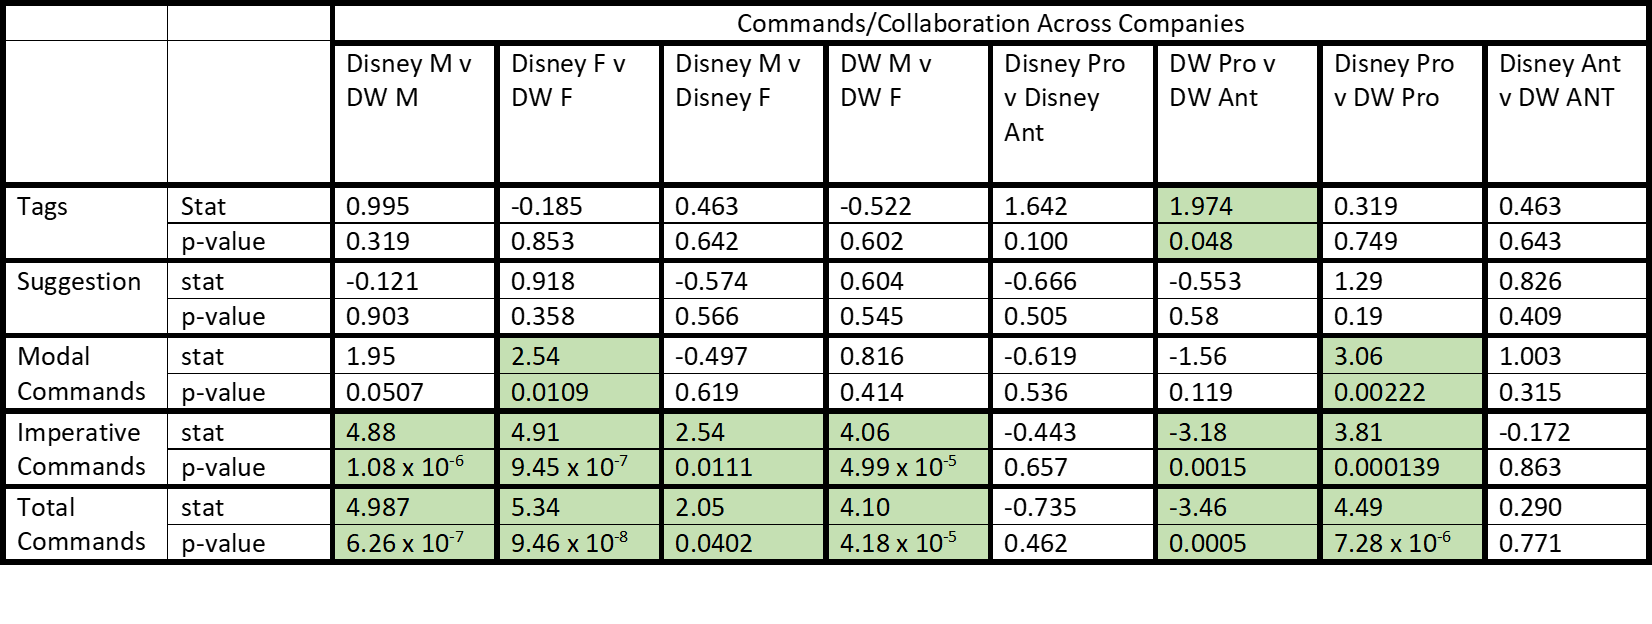 Commands/Collaboration Across Companies
Disney M v DW M | Disney F v DW F | Disney M v Disney F | DW M v DW F | Disney Pro v Disney Ant | DW Pro v DW Ant | Disney Pro v DW Pro | Disney Ant v DW ANT
Tags | Stat | 0.995 | -0.185 | 0.463 | -0.522 | 1.642 | 1.974 | 0.319 | 0.463
p-value | 0.319 | 0.853 | 0.642 | 0.602 | 0.100 | 0.048 | 0.749 | 0.643
Suggestion | stat | -0.121 | 0.918 | -0.574 | 0.604 | -0.666 | -0.553 | 1.29 | 0.826
p-value | 0.903 | 0.358 | 0.566 | 0.545 | 0.505 | 0.58 | 0.19 | 0.409
Modal Commands | stat | 1.95 | 2.54 | -0.497 | 0.816 | -0.619 | -1.56 | 3.06 | 1.003
p-value | 0.0507 | 0.0109 | 0.619 | 0.414 | 0.536 | 0.119 | 0.00222 | 0.315
Imperative Commands | stat | 4.88 | 4.91 | 2.54 | 4.06 | -0.443 | -3.18 | 3.81 | -0.172
p-value | 1.08 x 10⁻⁶ | 9.45 x 10⁻⁷ | 0.0111 | 4.99 x 10⁻⁵ | 0.657 | 0.0015 | 0.000139 | 0.863
Total Commands | stat | 4.987 | 5.34 | 2.05 | 4.10 | -0.735 | -3.46 | 4.49 | 0.290
p-value | 6.26 x 10⁻⁷ | 9.46 x 10⁻⁸ | 0.0402 | 4.18 x 10⁻⁵ | 0.462 | 0.0005 | 7.28 x 10⁻⁶ | 0.771